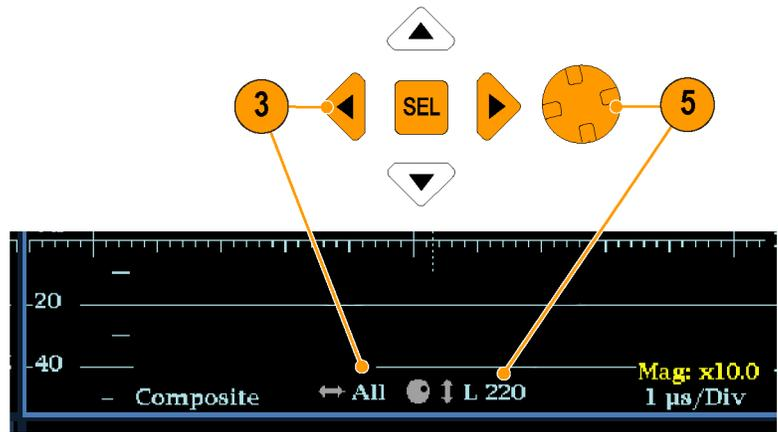 3
SEL
5
-20
-40
Mag: x10.0
– Composite
All
L 220
1 µs/Div